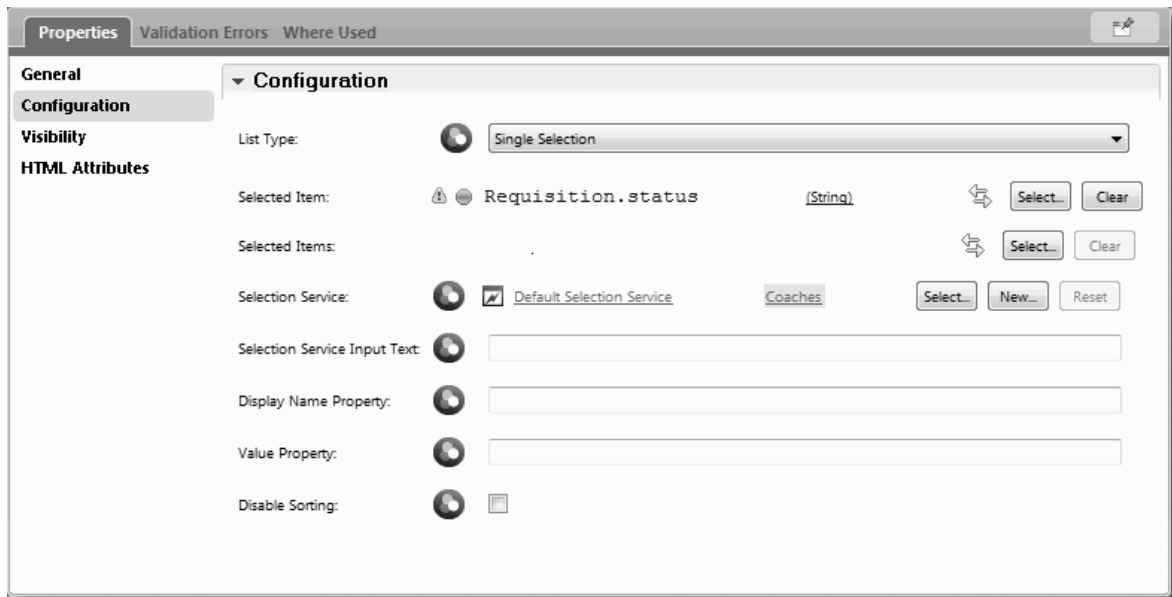 Properties Validation Errors Where Used
General
Configuration
Visibility
HTML Attributes
Configuration
List Type: Single Selection
Selected Item: Requisition.status (String) Select... Clear
Selected Items: . Select... Clear
Selection Service: Default Selection Service Coaches Select... New... Reset
Selection Service Input Text:
Display Name Property:
Value Property:
Disable Sorting: